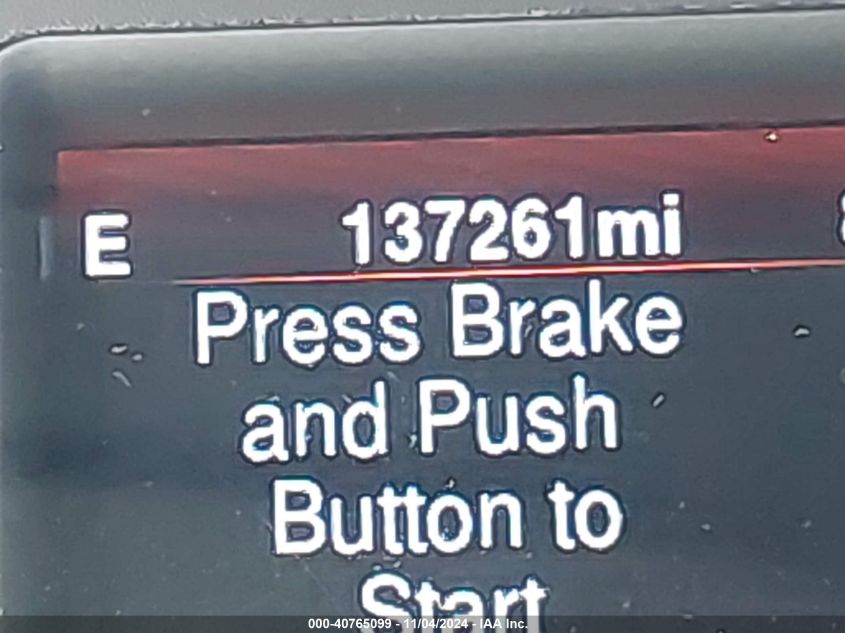 E 137261mi
Press Brake
and Push
Button to
Start
000-40765099 - 11/04/2024 - IAA Inc.